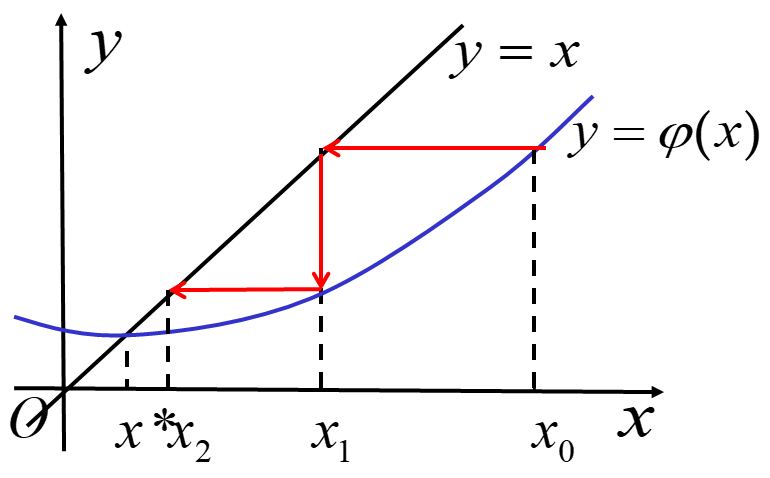 y
y = x
y = φ(x)
O
x*
x₂
x₁
x₀
x